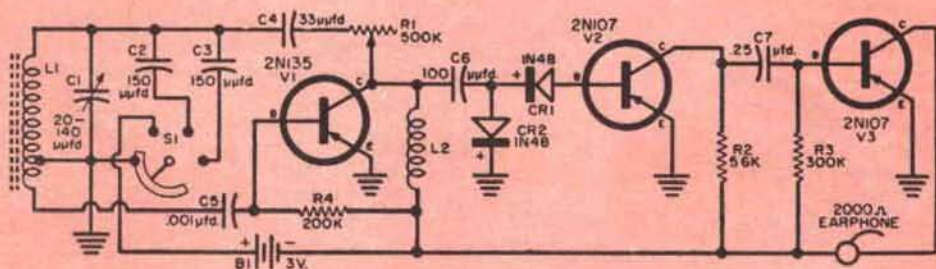 L1
C1
20-
140
µµfd
C2
150
µµfd
C3
150
µµfd
S1
C4
33µµfd
R1
500K
2N135
V1
B
C
E
C5
.001µfd.
R4
200K
B1
+
-
3V.
L2
C6
100 µµfd.
+
1N48
CR1
CR2
1N48
+
2N107
V2
B
C
E
C7
.25 µfd.
R2
56K
R3
300K
2N107
V3
B
C
E
2000Ω
EARPHONE